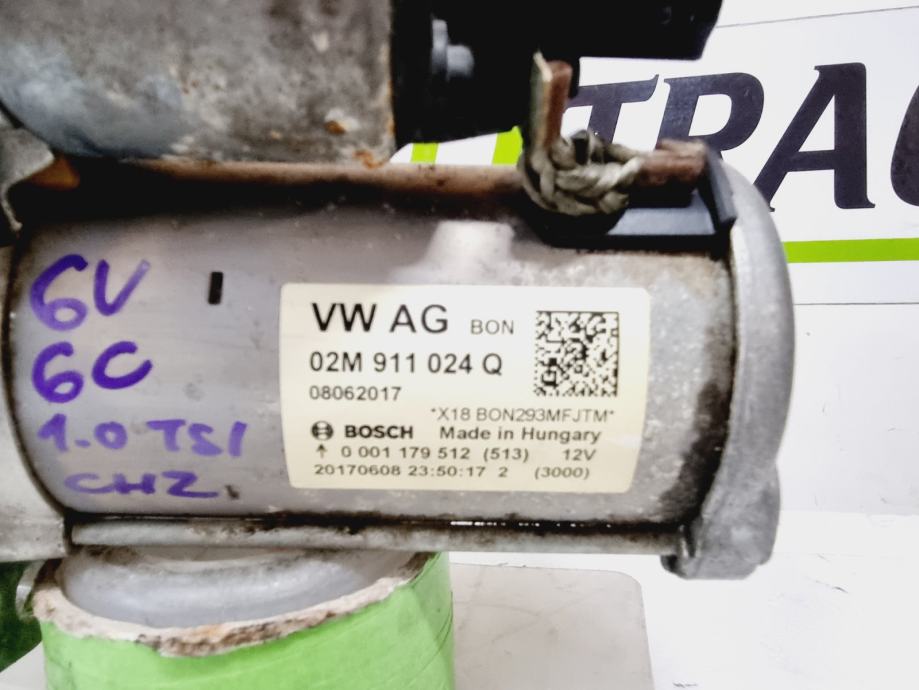 TRAC
6V
6C
1.0 TSI
CHZ
VW AG BON
02M 911 024 Q
08062017
*X18 BON293MFJTM*
BOSCH Made in Hungary
↑ 0 001 179 512 (513) 12V
20170608 23:50:17 2 (3000)